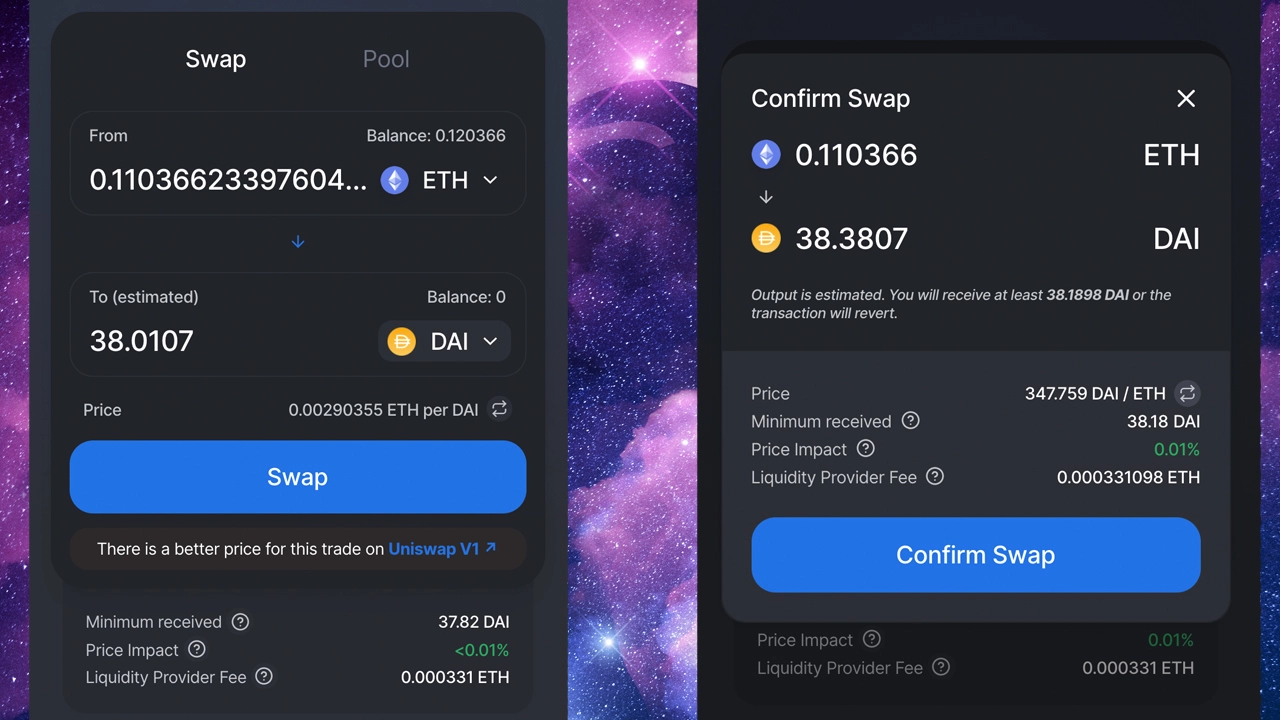 Swap Pool
From Balance: 0.120366
0.11036623397604... ETH
To (estimated) Balance: 0
38.0107 DAI
Price 0.00290355 ETH per DAI
Swap
There is a better price for this trade on Uniswap V1 ↗
Minimum received ? 37.82 DAI
Price Impact ? <0.01%
Liquidity Provider Fee ? 0.000331 ETH
Confirm Swap
0.110366 ETH
38.3807 DAI
Output is estimated. You will receive at least 38.1898 DAI or the
transaction will revert.
Price 347.759 DAI / ETH
Minimum received ? 38.18 DAI
Price Impact ? 0.01%
Liquidity Provider Fee ? 0.000331098 ETH
Confirm Swap
Price Impact ? 0.01%
Liquidity Provider Fee ? 0.000331 ETH